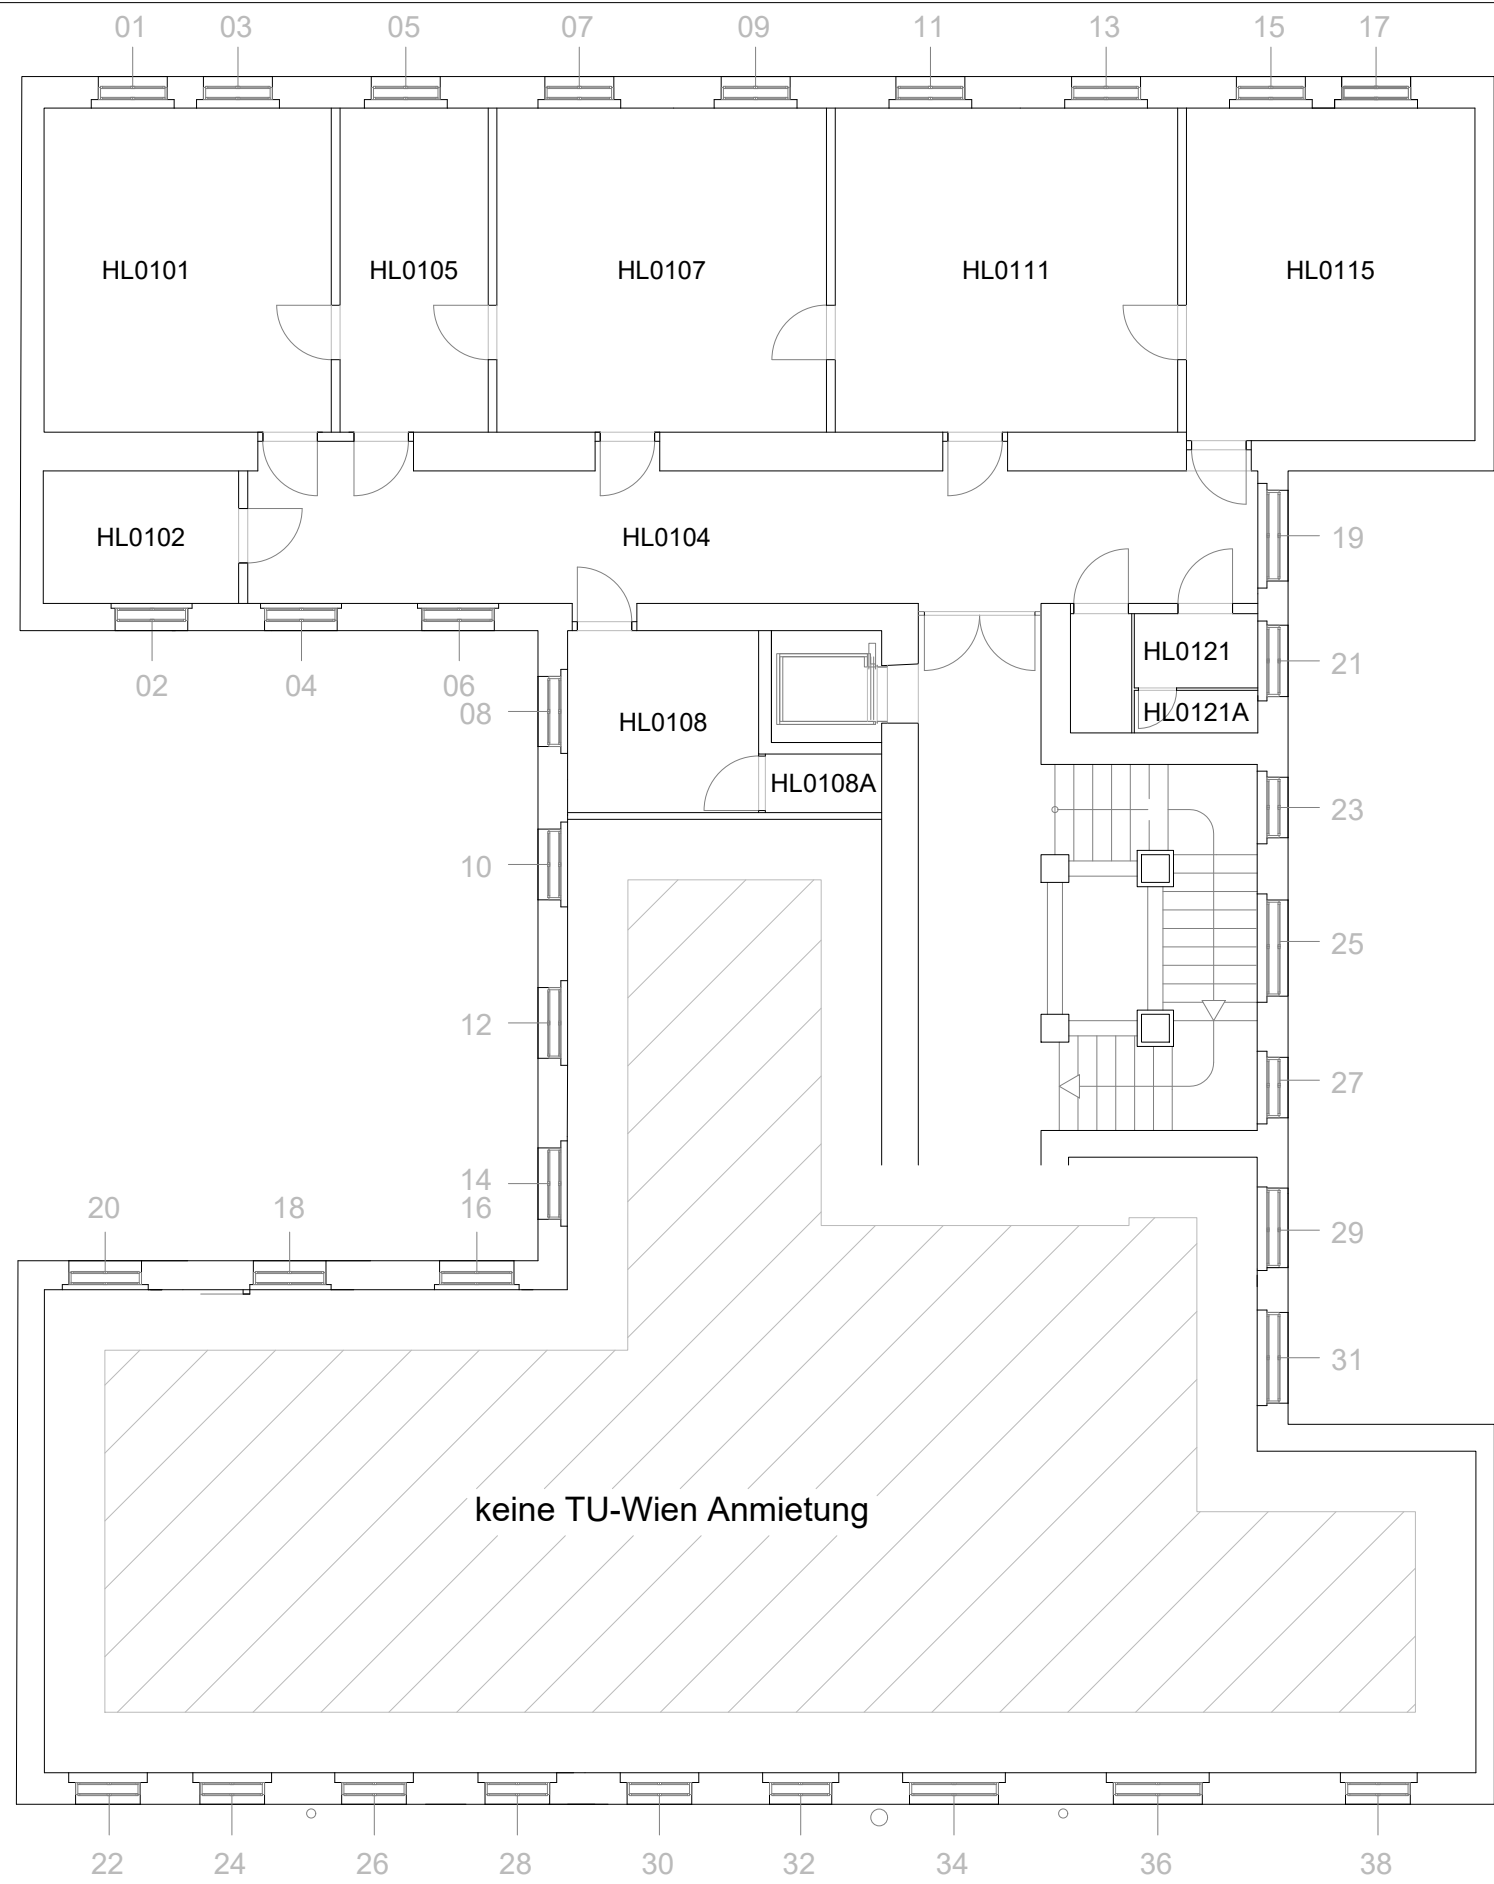 01 03 05 07 09 11 13 15 17
HL0101 HL0105 HL0107 HL0111 HL0115
HL0102 HL0104 19
HL0121 21
02 04 06
08 HL0108 HL0121A
HL0108A
23
10
25
12
27
14
20 18 16
29
31
keine TU-Wien Anmietung
22 24 26 28 30 32 34 36 38